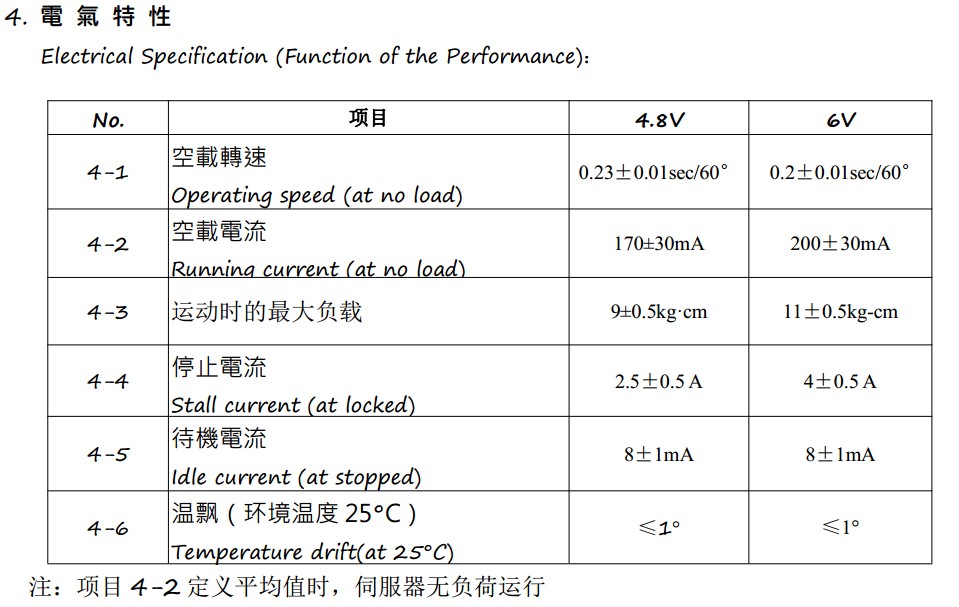 4. 電 氣 特 性
Electrical Specification (Function of the Performance):
No. 项目 4.8V 6V
4-1 空載轉速 0.23±0.01sec/60° 0.2±0.01sec/60°
Operating speed (at no load)
4-2 空載電流 170±30mA 200±30mA
Running current (at no load)
4-3 运动时的最大负载 9±0.5kg·cm 11±0.5kg-cm
4-4 停止電流 2.5±0.5 A 4±0.5 A
Stall current (at locked)
4-5 待機電流 8±1mA 8±1mA
Idle current (at stopped)
4-6 温飘（环境温度 25°C） ≤1° ≤1°
Temperature drift(at 25°C)
注：项目 4-2 定义平均值时，伺服器无负荷运行